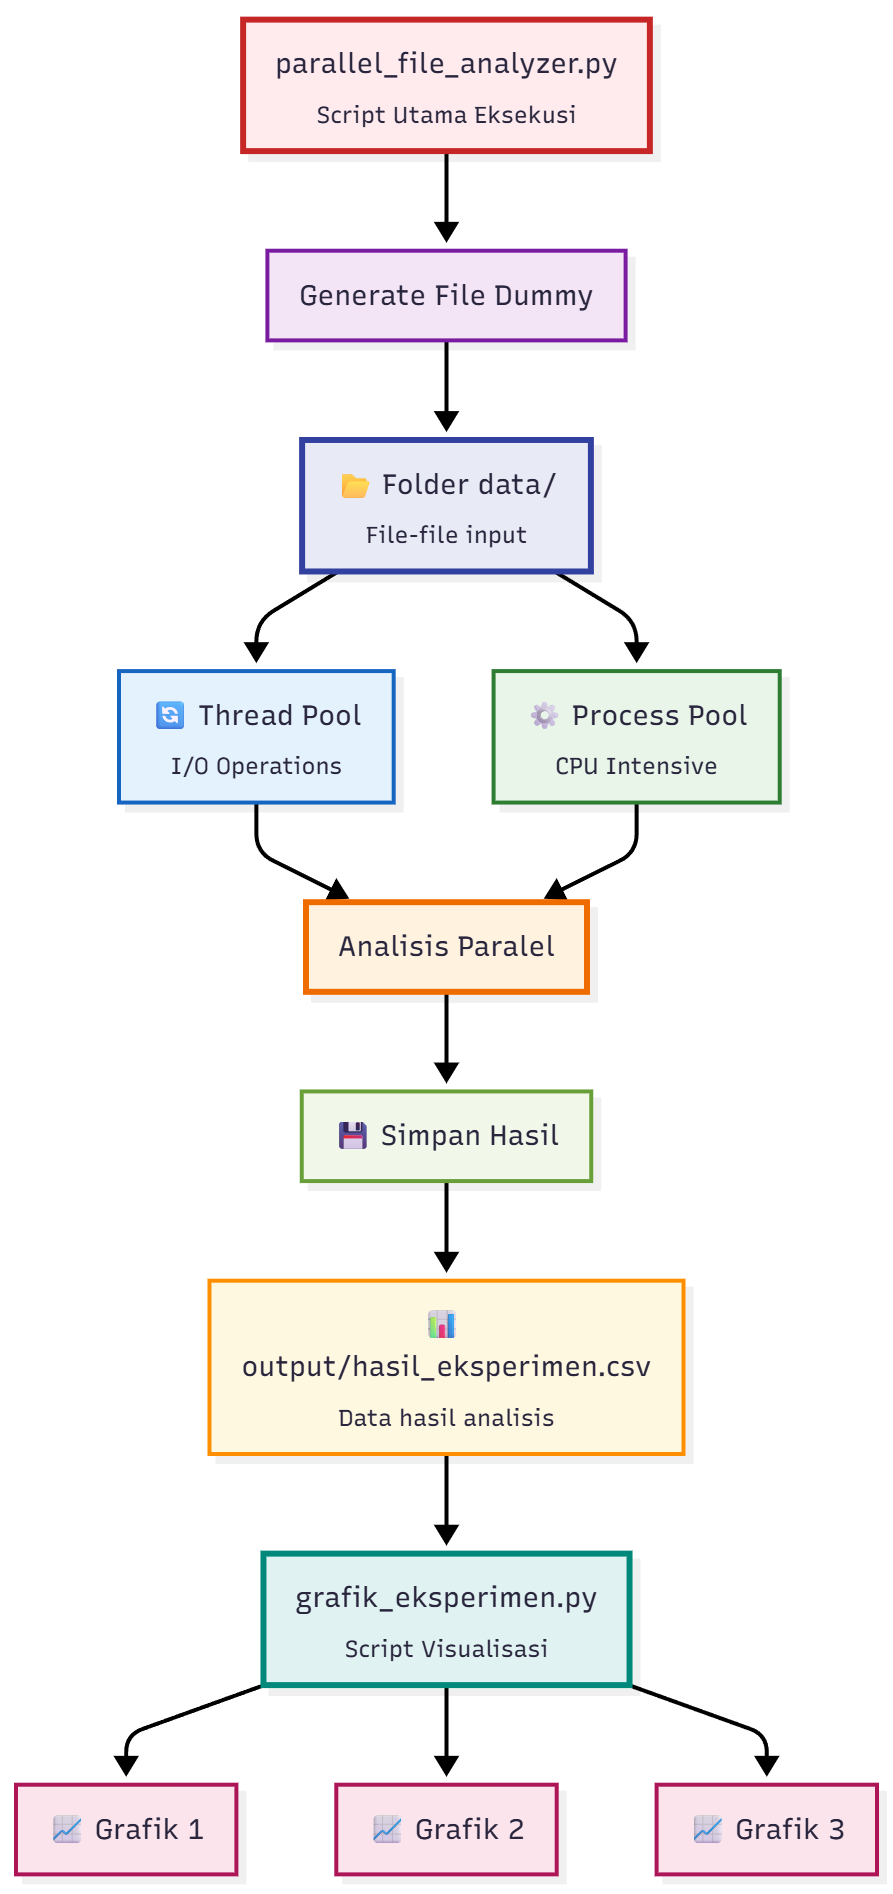 parallel_file_analyzer.py
Script Utama Eksekusi
Generate File Dummy
Folder data/
File-file input
Thread Pool
I/O Operations
Process Pool
CPU Intensive
Analisis Paralel
Simpan Hasil
output/hasil_eksperimen.csv
Data hasil analisis
grafik_eksperimen.py
Script Visualisasi
Grafik 1
Grafik 2
Grafik 3